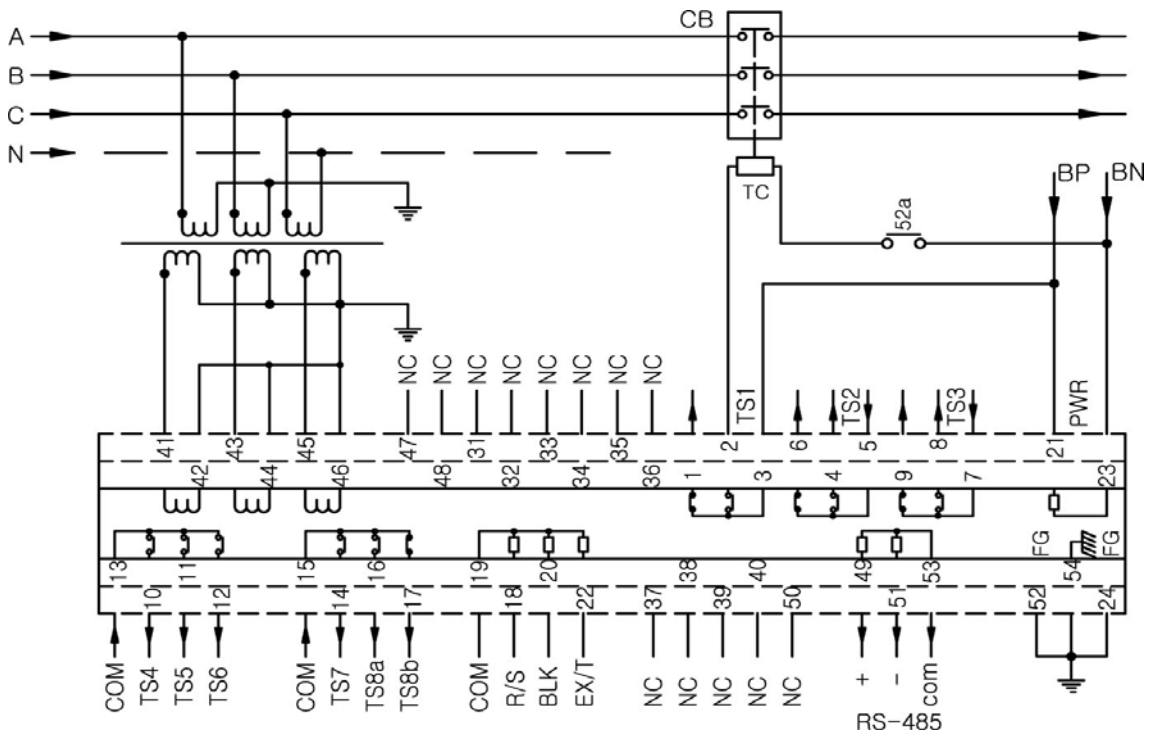 A
B
C
N
CB
TC
52a
BP
BN
NC
NC
NC
NC
NC
NC
NC
NC
TS1
TS2
TS3
PWR
41
43
45
47
31
33
35
2
6
5
8
21
42
44
46
48
32
34
36
1
3
4
9
7
23
13
11
15
16
19
20
38
40
49
53
FG
54
FG
10
12
14
17
18
22
37
39
50
51
52
24
COM
TS4
TS5
TS6
COM
TS7
TS8a
TS8b
COM
R/S
BLK
EX/T
NC
NC
NC
NC
NC
+
-
com
RS-485